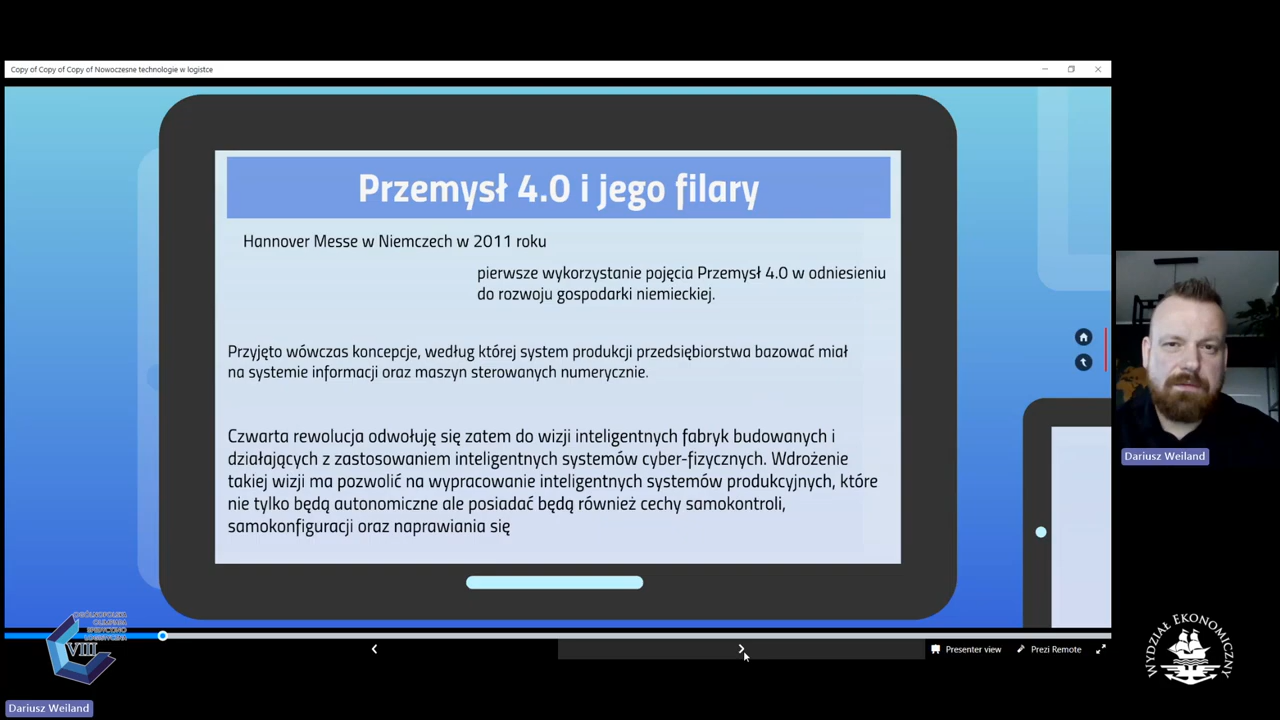 Copy of Copy of Copy of Nowoczesne technologie w logistce
Przemysł 4.0 i jego filary
Hannover Messe w Niemczech w 2011 roku
pierwsze wykorzystanie pojęcia Przemysł 4.0 w odniesieniu
do rozwoju gospodarki niemieckiej.
Przyjęto wówczas koncepcje, według której system produkcji przedsiębiorstwa bazować miał
na systemie informacji oraz maszyn sterowanych numerycznie.
Czwarta rewolucja odwołuję się zatem do wizji inteligentnych fabryk budowanych i
działających z zastosowaniem inteligentnych systemów cyber-fizycznych. Wdrożenie
takiej wizji ma pozwolić na wypracowanie inteligentnych systemów produkcyjnych, które
nie tylko będą autonomiczne ale posiadać będą również cechy samokontroli,
samokonfiguracji oraz naprawiania się
Dariusz Weiland
OGÓLNOPOLSKA
OLIMPIADA
SPEDYCYJNO
LOGISTYCZNA
VIII
Presenter view
Prezi Remote
WYDZIAŁ EKONOMICZNY
Dariusz Weiland